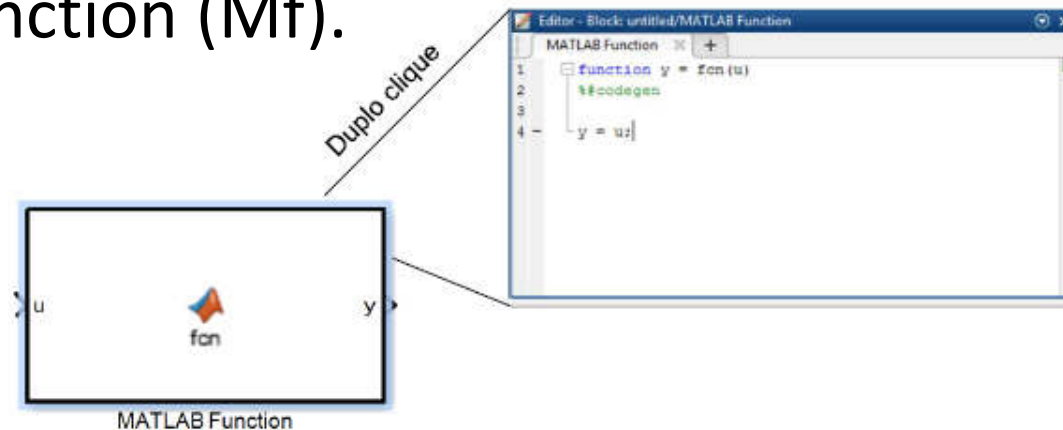 nction (Mf).
Duplo clique
Editor - Block: untitled/MATLAB Function
MATLAB Function
+
1 function y = fcn(u)
2 %#codegen
3
4 - y = u;
u
fcn
y
MATLAB Function